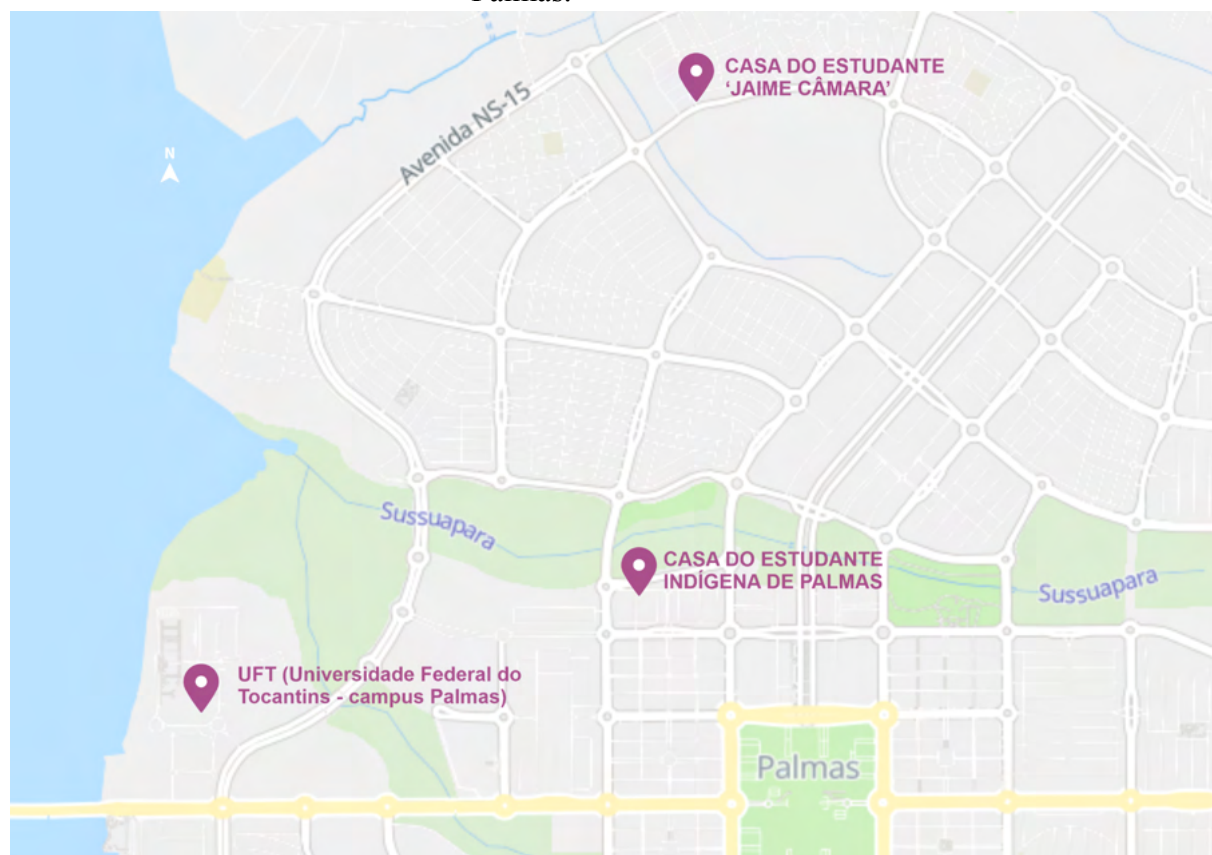 Palmas.
CASA DO ESTUDANTE
‘JAIME CÂMARA’
Avenida NS-15
N
Sussuapara
CASA DO ESTUDANTE
INDÍGENA DE PALMAS
Sussuapara
UFT (Universidade Federal do
Tocantins - campus Palmas)
Palmas